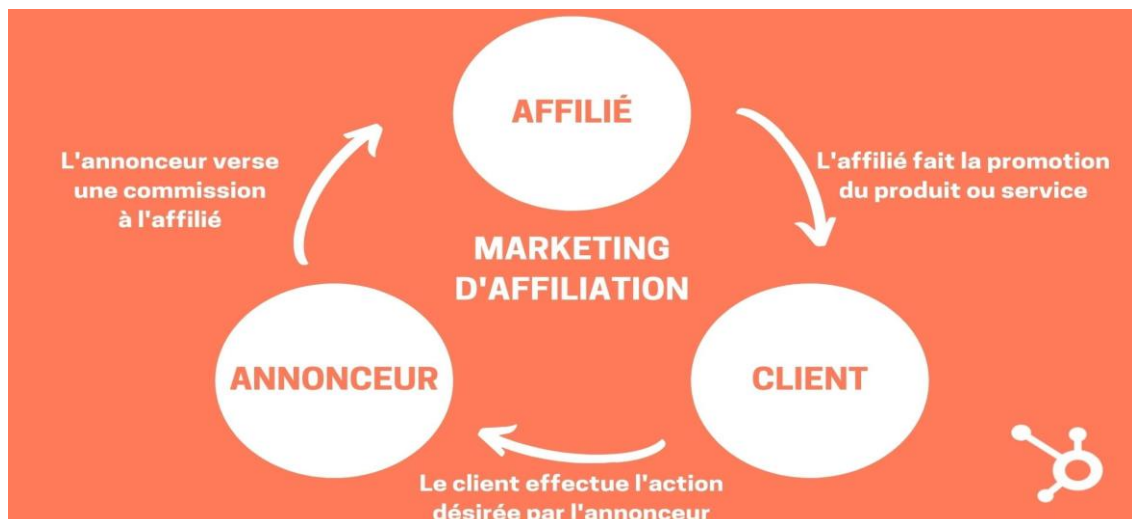 AFFILIÉ
L'annonceur verse
une commission
à l'affilié
L'affilié fait la promotion
du produit ou service
MARKETING
D'AFFILIATION
ANNONCEUR
CLIENT
Le client effectue l'action
désirée par l'annonceur